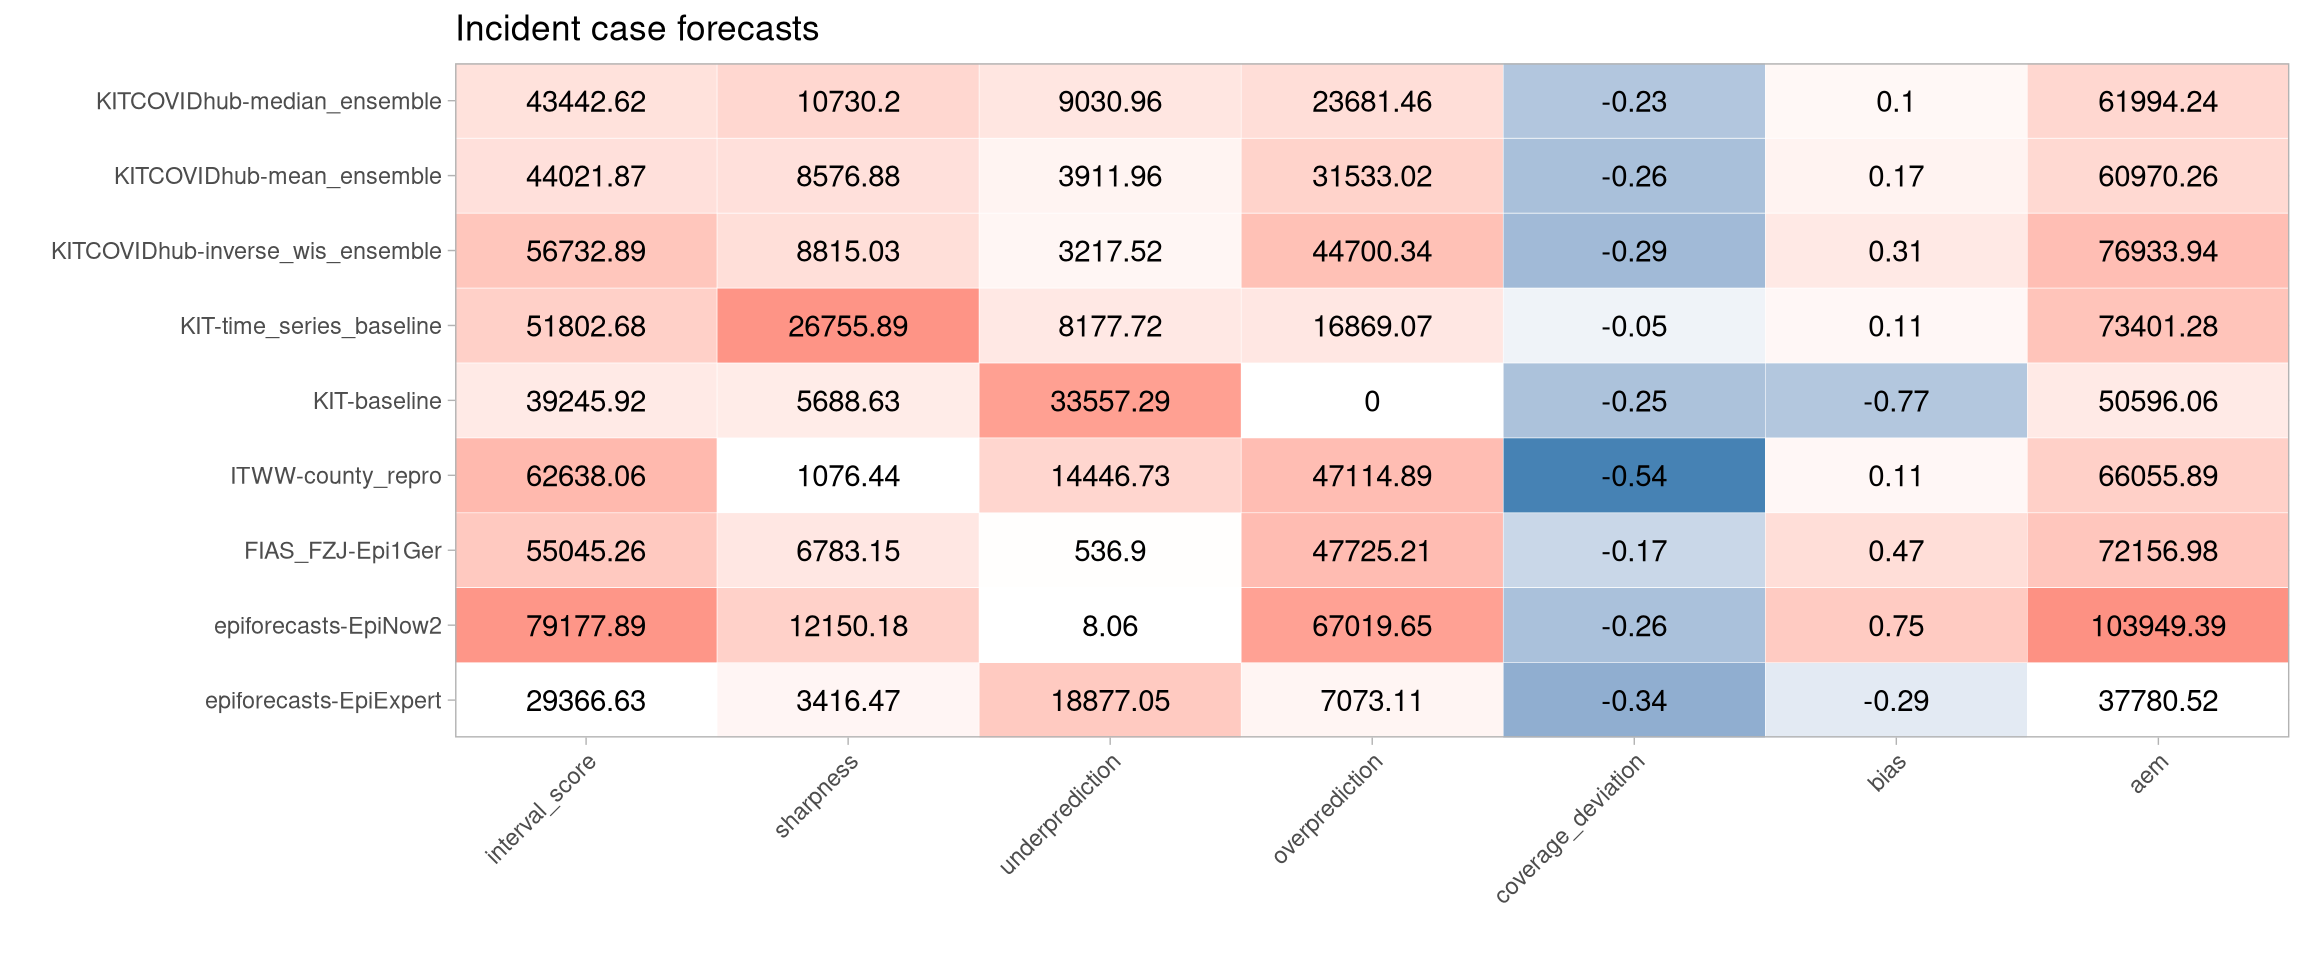 Incident case forecasts
KITCOVIDhub-median_ensemble 43442.62 10730.2 9030.96 23681.46 -0.23 0.1 61994.24
KITCOVIDhub-mean_ensemble 44021.87 8576.88 3911.96 31533.02 -0.26 0.17 60970.26
KITCOVIDhub-inverse_wis_ensemble 56732.89 8815.03 3217.52 44700.34 -0.29 0.31 76933.94
KIT-time_series_baseline 51802.68 26755.89 8177.72 16869.07 -0.05 0.11 73401.28
KIT-baseline 39245.92 5688.63 33557.29 0 -0.25 -0.77 50596.06
ITWW-county_repro 62638.06 1076.44 14446.73 47114.89 -0.54 0.11 66055.89
FIAS_FZJ-Epi1Ger 55045.26 6783.15 536.9 47725.21 -0.17 0.47 72156.98
epiforecasts-EpiNow2 79177.89 12150.18 8.06 67019.65 -0.26 0.75 103949.39
epiforecasts-EpiExpert 29366.63 3416.47 18877.05 7073.11 -0.34 -0.29 37780.52
interval_score sharpness underprediction overprediction coverage_deviation bias aem